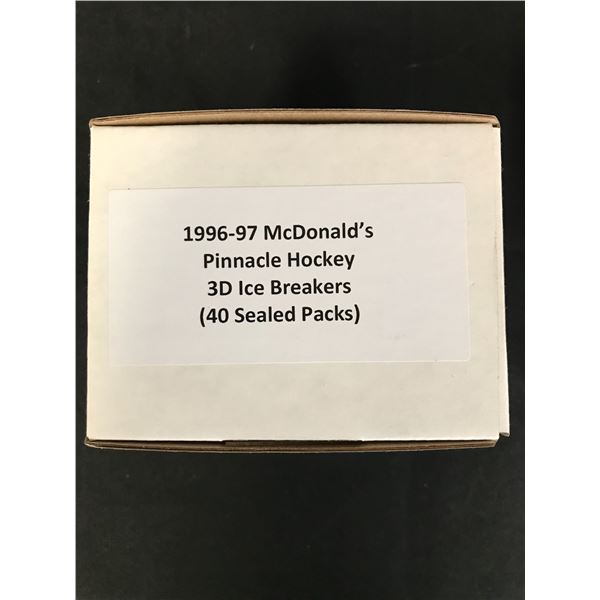 1996-97 McDonald's
Pinnacle Hockey
3D Ice Breakers
(40 Sealed Packs)